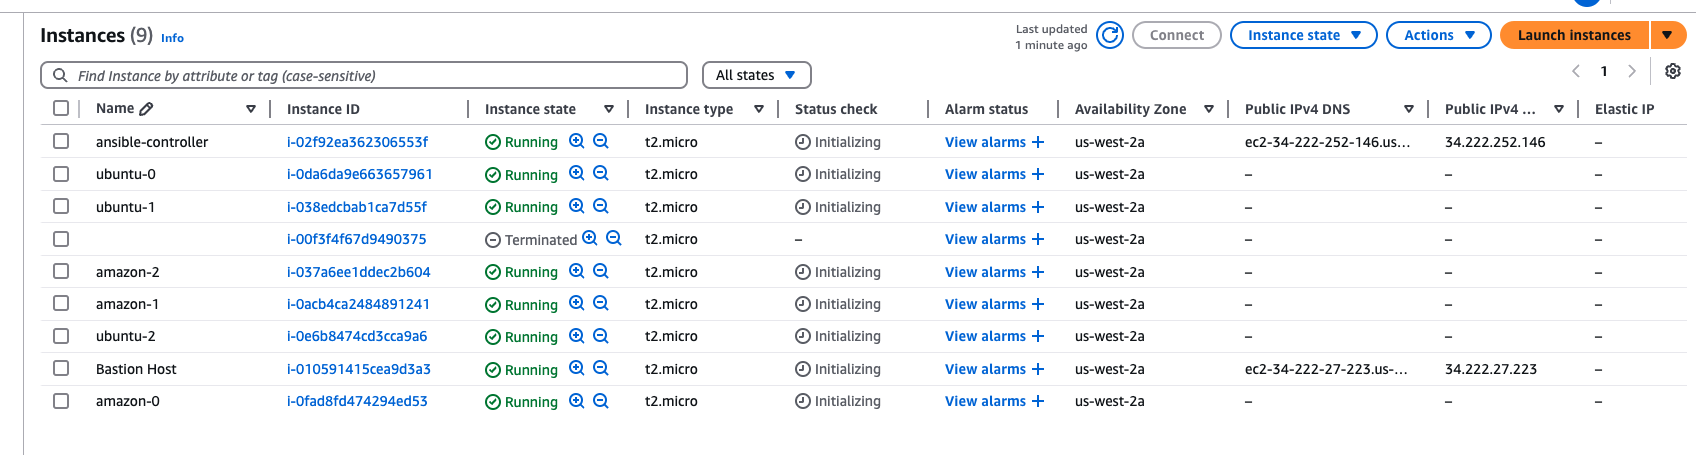 Instances (9) Info
Last updated
1 minute ago
Connect
Instance state
Actions
Launch instances
Find Instance by attribute or tag (case-sensitive)
All states
1
Name Instance ID Instance state Instance type Status check Alarm status Availability Zone Public IPv4 DNS Public IPv4 ... Elastic IP
ansible-controller i-02f92ea362306553f Running t2.micro Initializing View alarms + us-west-2a ec2-34-222-252-146.us... 34.222.252.146 –
ubuntu-0 i-0da6da9e663657961 Running t2.micro Initializing View alarms + us-west-2a – – –
ubuntu-1 i-038edcbab1ca7d55f Running t2.micro Initializing View alarms + us-west-2a – – –
i-00f3f4f67d9490375 Terminated t2.micro – View alarms + us-west-2a – – –
amazon-2 i-037a6ee1ddec2b604 Running t2.micro Initializing View alarms + us-west-2a – – –
amazon-1 i-0acb4ca2484891241 Running t2.micro Initializing View alarms + us-west-2a – – –
ubuntu-2 i-0e6b8474cd3cca9a6 Running t2.micro Initializing View alarms + us-west-2a – – –
Bastion Host i-010591415cea9d3a3 Running t2.micro Initializing View alarms + us-west-2a ec2-34-222-27-223.us-... 34.222.27.223 –
amazon-0 i-0fad8fd474294ed53 Running t2.micro Initializing View alarms + us-west-2a – – –